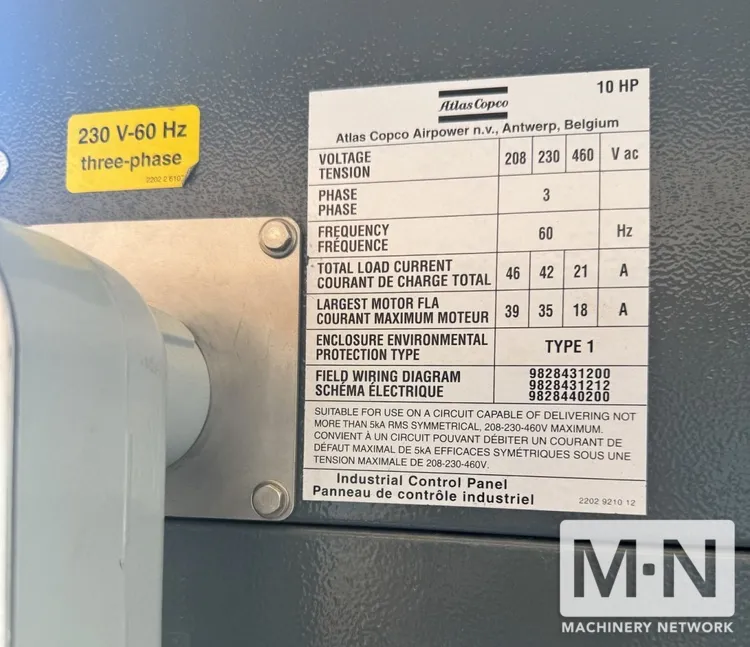 230 V-60 Hz
three-phase
10 HP
Atlas Copco
Atlas Copco Airpower n.v., Antwerp, Belgium
VOLTAGE 208 230 460 V ac
TENSION
PHASE 3
PHASE
FREQUENCY 60 Hz
FRÉQUENCE
TOTAL LOAD CURRENT 46 42 21 A
COURANT DE CHARGE TOTAL
LARGEST MOTOR FLA 39 35 18 A
COURANT MAXIMUM MOTEUR
ENCLOSURE ENVIRONMENTAL TYPE 1
PROTECTION TYPE
FIELD WIRING DIAGRAM 9828431200
SCHÉMA ÉLECTRIQUE 9828431212
9828440200
SUITABLE FOR USE ON A CIRCUIT CAPABLE OF DELIVERING NOT
MORE THAN 5kA RMS SYMMETRICAL, 208-230-460V MAXIMUM.
CONVIENT À UN CIRCUIT POUVANT DÉBITER UN COURANT DE
DÉFAUT MAXIMAL DE 5kA EFFICACES SYMÉTRIQUES SOUS UNE
TENSION MAXIMALE DE 208-230-460V.
Industrial Control Panel
Panneau de contrôle industriel 2202 9210 12
M·N
MACHINERY NETWORK